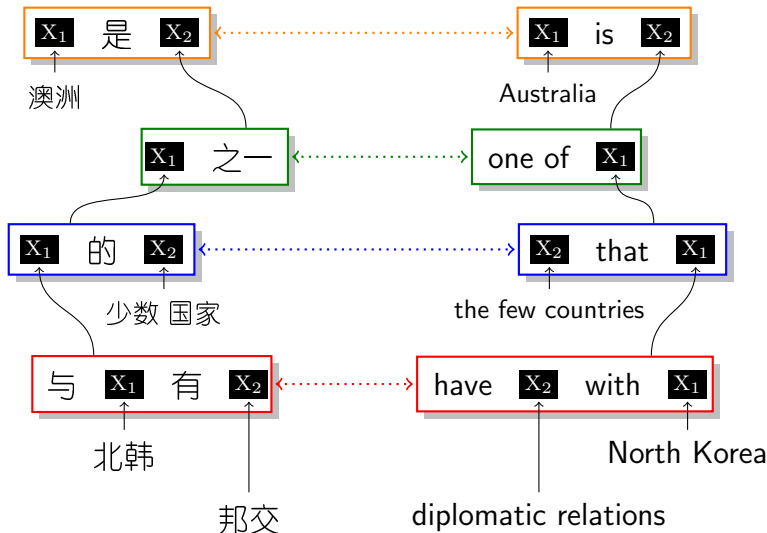 X₁ 是 X₂ X₁ is X₂
澳洲 Australia
X₁ 之一 one of X₁
X₁ 的 X₂ X₂ that X₁
少数 国家 the few countries
与 X₁ 有 X₂ have X₂ with X₁
北韩 North Korea
邦交 diplomatic relations